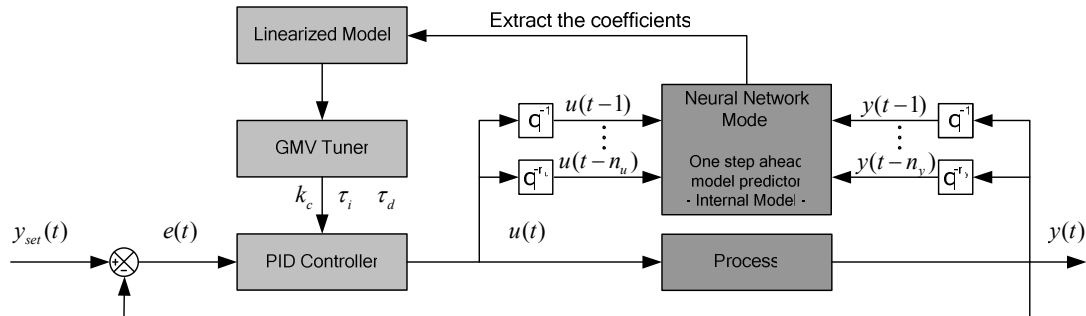 Extract the coefficients
Linearized Model
Neural Network
Mode
One step ahead
model predictor
- Internal Model -
q⁻¹
u(t−1)
⋮
u(t−n_u)
y(t−1)
q⁻¹
⋮
y(t−n_y)
GMV Tuner
k_c τ_i τ_d
y_set(t)
+
−
e(t)
PID Controller
u(t)
Process
y(t)